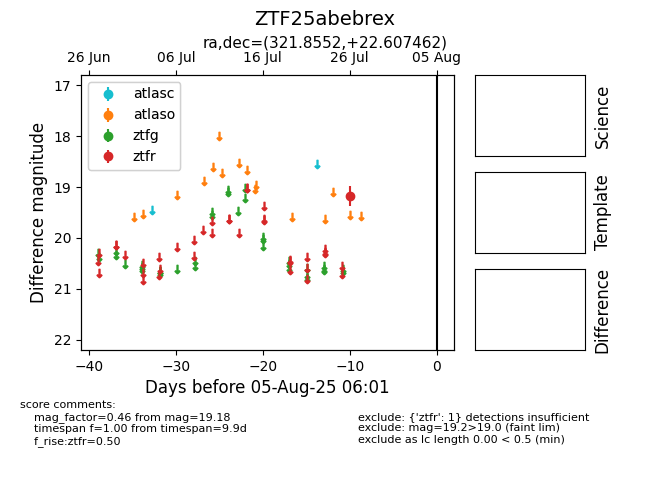 ZTF25abebrex
ra,dec=(321.8552,+22.607462)
26 Jun 06 Jul 16 Jul 26 Jul 05 Aug
atlasc
atlaso
ztfg
ztfr
17
18
19
20
21
22
Difference magnitude
−40 −30 −20 −10 0
Days before 05-Aug-25 06:01
Science
Template
Difference
score comments:
mag_factor=0.46 from mag=19.18
timespan f=1.00 from timespan=9.9d
f_rise:ztfr=0.50
exclude: {'ztfr': 1} detections insufficient
exclude: mag=19.2>19.0 (faint lim)
exclude as lc length 0.00 < 0.5 (min)